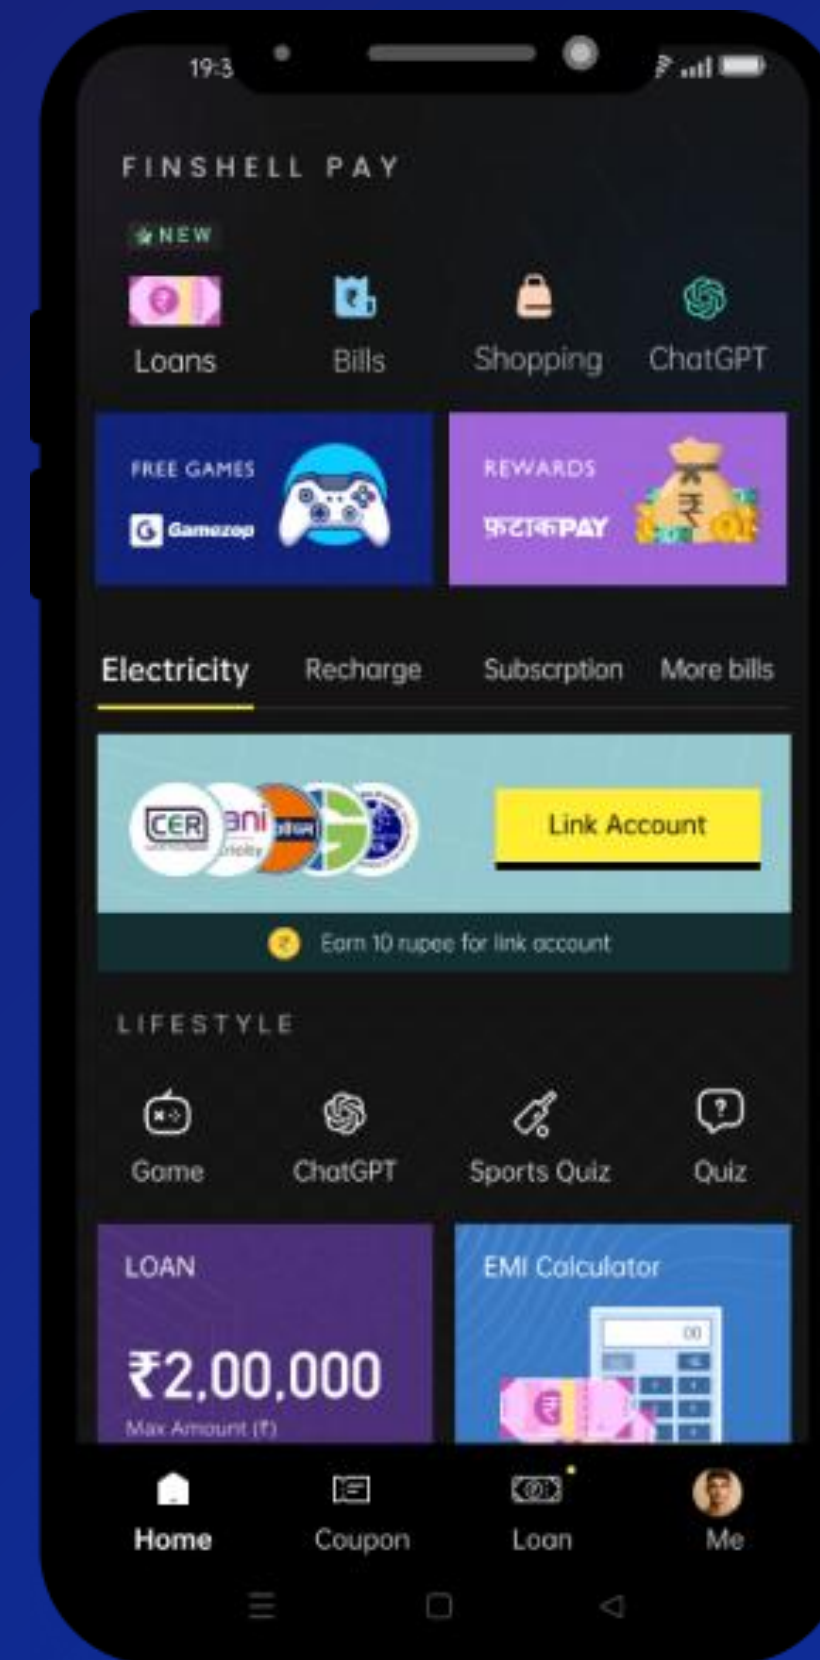 19:3
FINSHELL PAY
NEW
Loans
Bills
Shopping
ChatGPT
FREE GAMES
G Gamezop
REWARDS
फटाकPAY
Electricity
Recharge
Subscrption
More bills
CER
ani
Link Account
Earn 10 rupee for link account
LIFESTYLE
Game
ChatGPT
Sports Quiz
Quiz
LOAN
₹2,00,000
Max Amount (₹)
EMI Calculator
00
Home
Coupon
Loan
Me